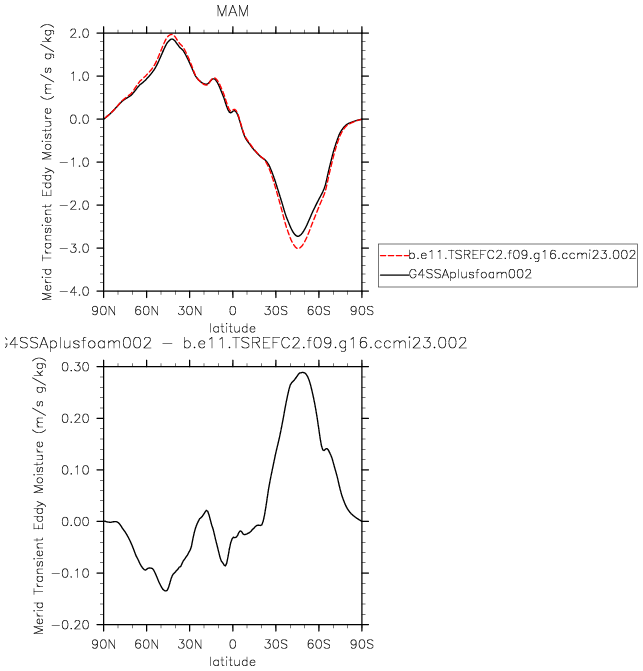 MAM
2.0
1.0
0.0
−1.0
−2.0
−3.0
−4.0
Merid Transient Eddy Moisture (m/s g/kg)
90N 60N 30N 0 30S 60S 90S
latitude
b.e11.TSREFC2.f09.g16.ccmi23.002
G4SSAplusfoam002
G4SSAplusfoam002 − b.e11.TSREFC2.f09.g16.ccmi23.002
0.30
0.20
0.10
0.00
−0.10
−0.20
Merid Transient Eddy Moisture (m/s g/kg)
90N 60N 30N 0 30S 60S 90S
latitude